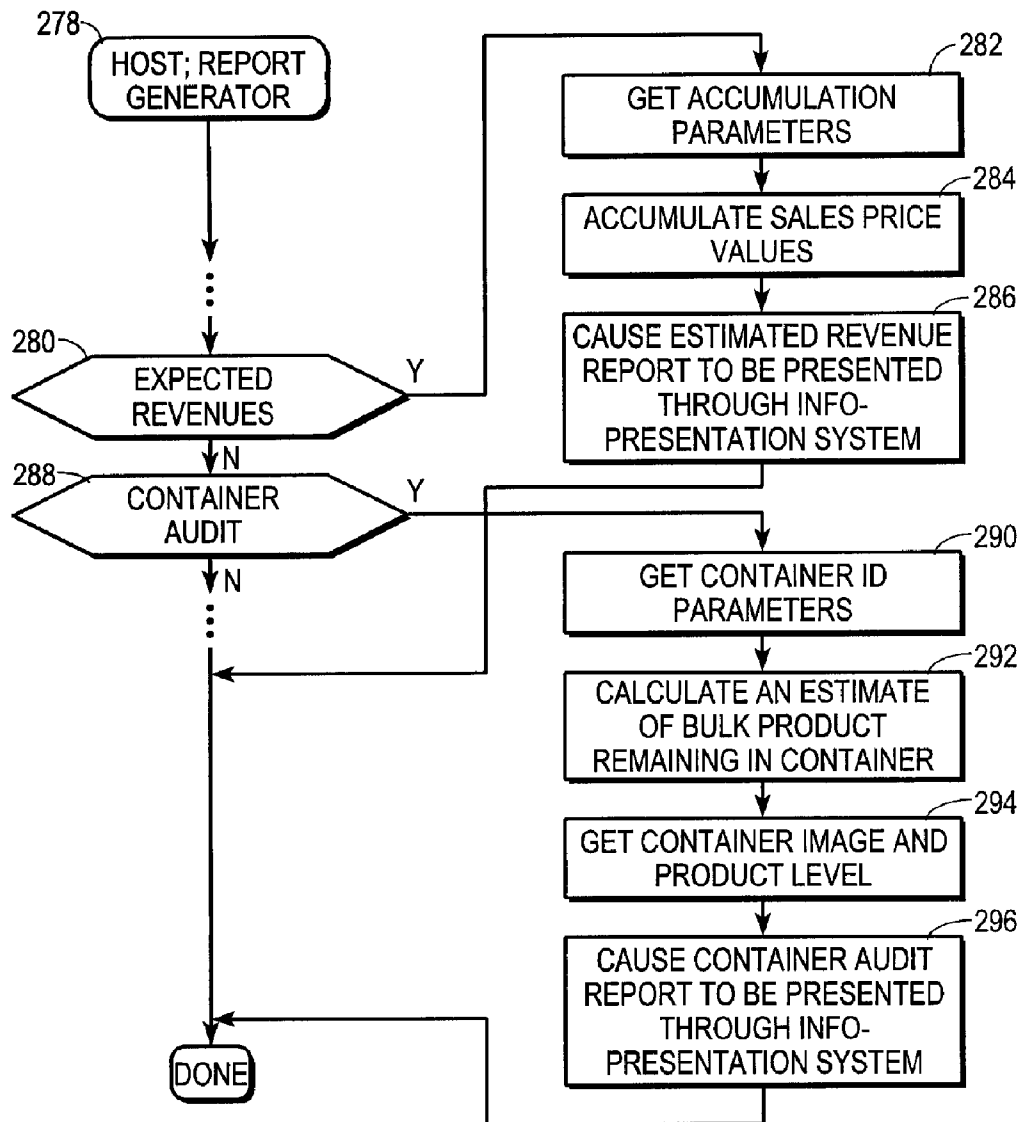 278
HOST; REPORT
GENERATOR
280
EXPECTED
REVENUES
Y
N
282
GET ACCUMULATION
PARAMETERS
284
ACCUMULATE SALES PRICE
VALUES
286
CAUSE ESTIMATED REVENUE
REPORT TO BE PRESENTED
THROUGH INFO-
PRESENTATION SYSTEM
288
CONTAINER
AUDIT
Y
N
290
GET CONTAINER ID
PARAMETERS
292
CALCULATE AN ESTIMATE
OF BULK PRODUCT
REMAINING IN CONTAINER
294
GET CONTAINER IMAGE AND
PRODUCT LEVEL
296
CAUSE CONTAINER AUDIT
REPORT TO BE PRESENTED
THROUGH INFO-
PRESENTATION SYSTEM
DONE